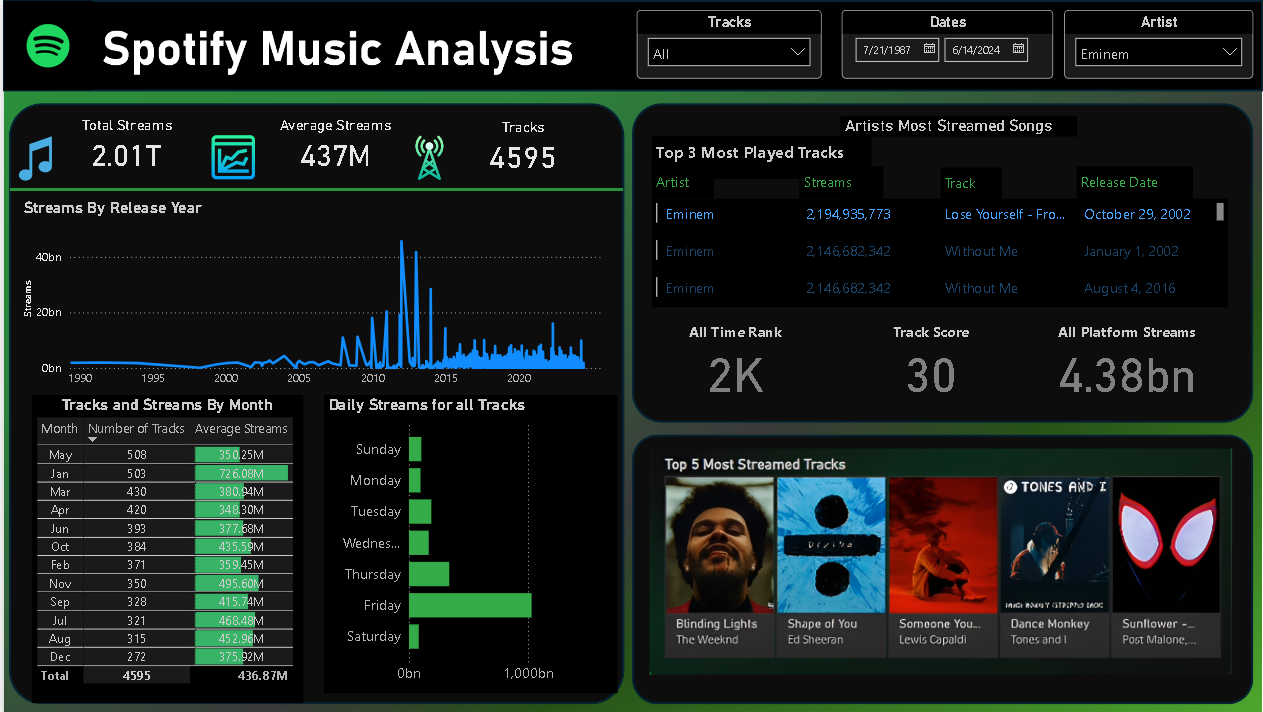 Spotify Music Analysis
Tracks
All
Dates
7/21/1987 6/14/2024
Artist
Eminem
Total Streams
2.01T
Average Streams
437M
Tracks
4595
Streams By Release Year
Streams
40bn
20bn
0bn
1990 1995 2000 2005 2010 2015 2020
Tracks and Streams By Month
Month Number of Tracks Average Streams
May 508 350.25M
Jan 503 726.08M
Mar 430 380.94M
Apr 420 348.30M
Jun 393 377.68M
Oct 384 435.59M
Feb 371 359.45M
Nov 350 495.60M
Sep 328 415.74M
Jul 321 468.48M
Aug 315 452.96M
Dec 272 375.92M
Total 4595 436.87M
Daily Streams for all Tracks
Sunday
Monday
Tuesday
Wednes...
Thursday
Friday
Saturday
0bn 1,000bn
Artists Most Streamed Songs
Top 3 Most Played Tracks
Artist Streams Track Release Date
Eminem 2,194,935,773 Lose Yourself - Fro... October 29, 2002
Eminem 2,146,682,342 Without Me January 1, 2002
Eminem 2,146,682,342 Without Me August 4, 2016
All Time Rank
2K
Track Score
30
All Platform Streams
4.38bn
Top 5 Most Streamed Tracks
DIVIDE
TONES AND I
Blinding Lights
The Weeknd
Shape of You
Ed Sheeran
Someone You...
Lewis Capaldi
Dance Monkey
Tones and I
Sunflower -...
Post Malone,...